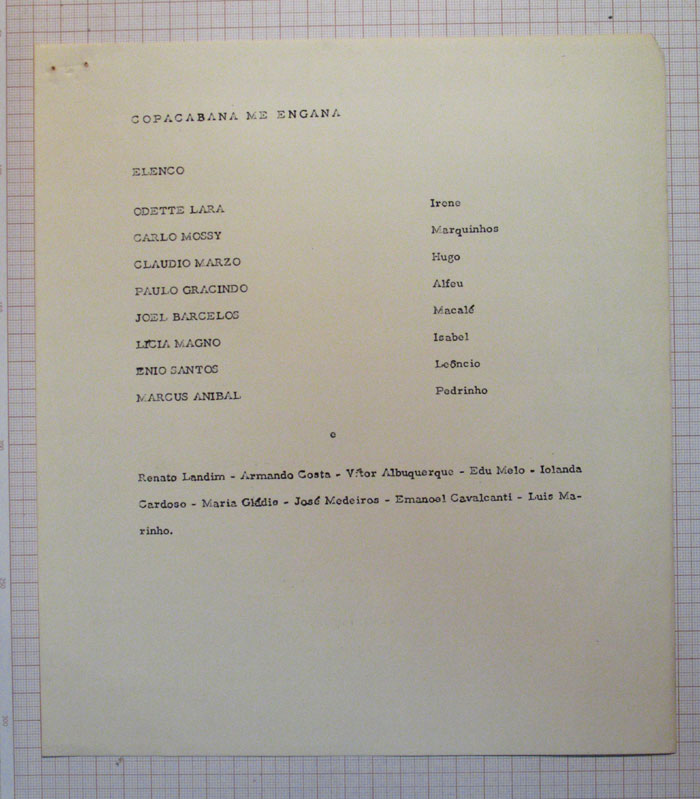 COPACABANA ME ENGANA
ELENCO
ODETTE LARA Irene
CARLO MOSSY Marquinhos
CLAUDIO MARZO Hugo
PAULO GRACINDO Alfeu
JOEL BARCELOS Macalé
LÍCIA MAGNO Isabel
ENIO SANTOS Leôncio
MARCUS ANIBAL Pedrinho
e
Renato Landim - Armando Costa - Vítor Albuquerque - Edu Melo - Iolanda
Cardoso - Maria Gládis - José Medeiros - Emanoel Cavalcanti - Luis Ma-
rinho.